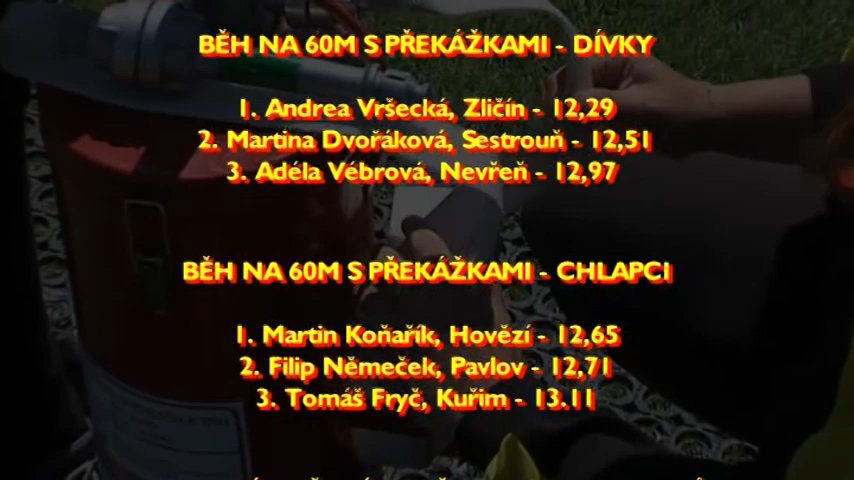 BĚH NA 60M S PŘEKÁŽKAMI - DÍVKY
1. Andrea Vršecká, Zličín - 12,29
2. Martina Dvořáková, Sestrouň - 12,51
3. Adéla Vébrová, Nevřeň - 12,97
BĚH NA 60M S PŘEKÁŽKAMI - CHLAPCI
1. Martin Koňařík, Hovězí - 12,65
2. Filip Němeček, Pavlov - 12,71
3. Tomáš Fryč, Kuřim - 13.11